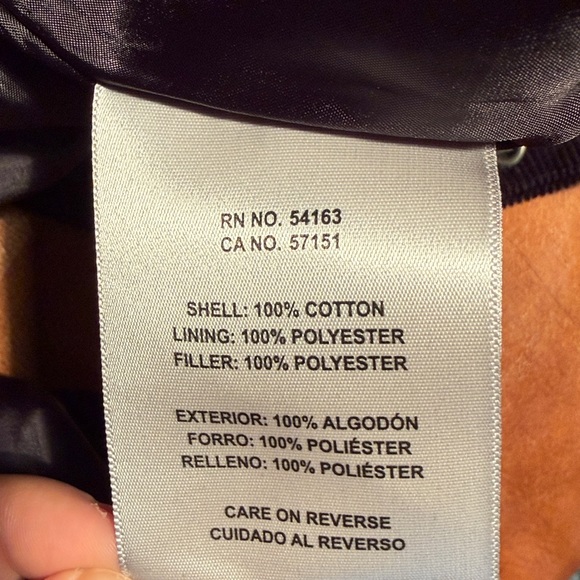 RN NO. 54163
CA NO. 57151
SHELL: 100% COTTON
LINING: 100% POLYESTER
FILLER: 100% POLYESTER
EXTERIOR: 100% ALGODÓN
FORRO: 100% POLIÉSTER
RELLENO: 100% POLIÉSTER
CARE ON REVERSE
CUIDADO AL REVERSO